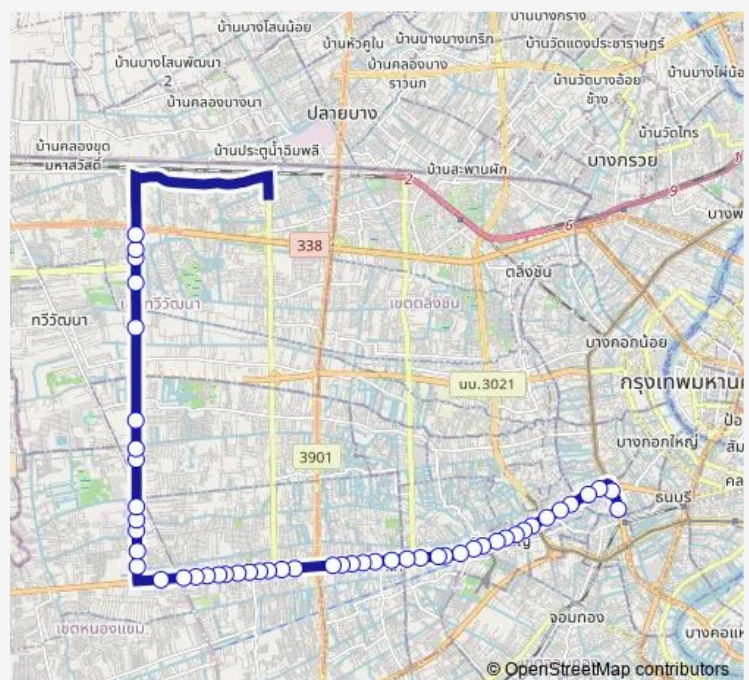 บ้านบางกร่าง
บ้านบางโสนน้อย
บ้านหัวคูใน
บ้านบางนางเกริก
บ้านวัดแดงประชาราษฎร์
บ้านบางโสนพัฒนา
2
บ้านคลองบาง
ราวนก
บ้านวัดบางอ้อย
ช้าง
บ้านบางไผ่น้อ
บ้านคลองบางนา
ปลายบาง
บ้านวัดไทร
บ้านคลองขุด
มหาสวัสดิ์
บ้านประตูน้ำฉิมพลี
บ้านสะพานผัก
บางกรวย
1
2
9
6
บางพ
338
ตลิ่งชัน
ทวีวัฒนา
ทวีวัฒนา
เขตตลิ่งชัน
บางกอกน้อย
นบ.3021
กรุงเทพมหาน
ป้อ
บางกอกใหญ่
สัม
3901
คล
ธนบุรี
เขตหนองแขม
จอมทอง
บางคอแห
© OpenStreetMap contributors